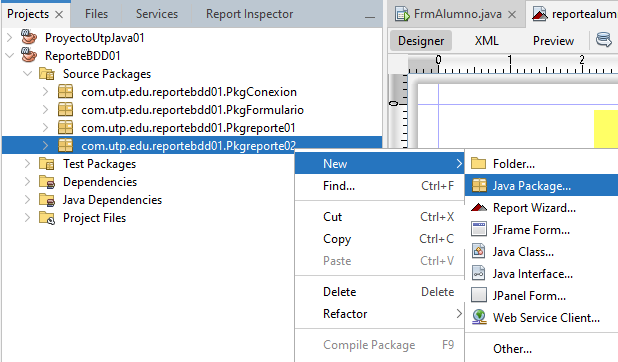 Projects Files Services Report Inspector
ProyectoUtpJava01
ReporteBDD01
Source Packages
com.utp.edu.reportebdd01.PkgConexion
com.utp.edu.reportebdd01.PkgFormulario
com.utp.edu.reportebdd01.Pkgreporte01
com.utp.edu.reportebdd01.Pkgreporte02
Test Packages
Dependencies
Java Dependencies
Project Files
FrmAlumno.java reportealum
Designer XML Preview
0 1 2
0
New
Find... Ctrl+F
Cut Ctrl+X
Copy Ctrl+C
Paste Ctrl+V
Delete Delete
Refactor
Compile Package F9
Folder...
Java Package...
Report Wizard...
JFrame Form...
Java Class...
Java Interface...
JPanel Form...
Web Service Client...
Other...